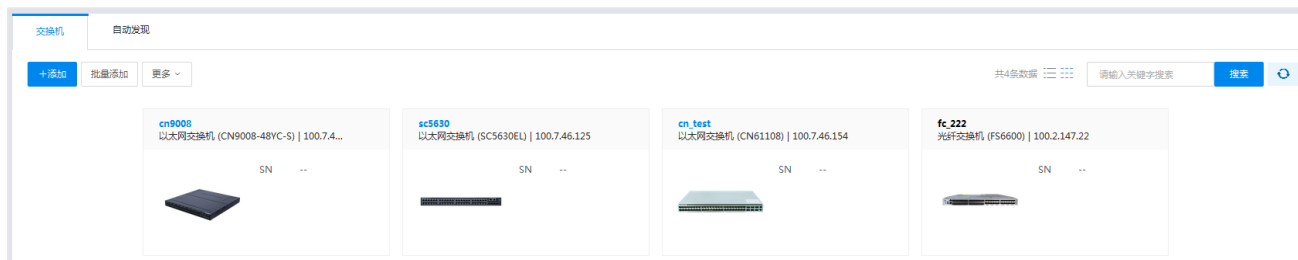 交换机 自动发现
+添加 批量添加 更多 共4条数据 请输入关键字搜索 搜索
cn9008 sc5630 cn_test fc_222
以太网交换机 (CN9008-48YC-S) | 100.7.4... 以太网交换机 (SC5630EL) | 100.7.46.125 以太网交换机 (CN61108) | 100.7.46.154 光纤交换机 (FS6600) | 100.2.147.22
SN -- SN -- SN -- SN --